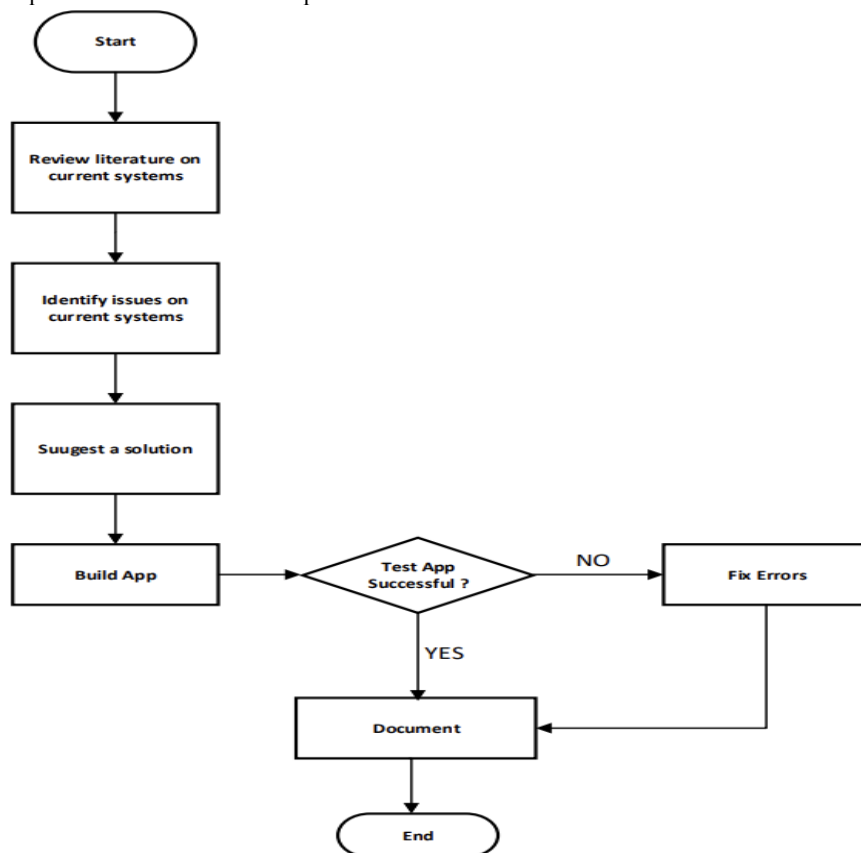 Start
Review literature on
current systems
Identify issues on
current systems
Suugest a solution
Build App
Test App
Successful ?
NO
Fix Errors
YES
Document
End